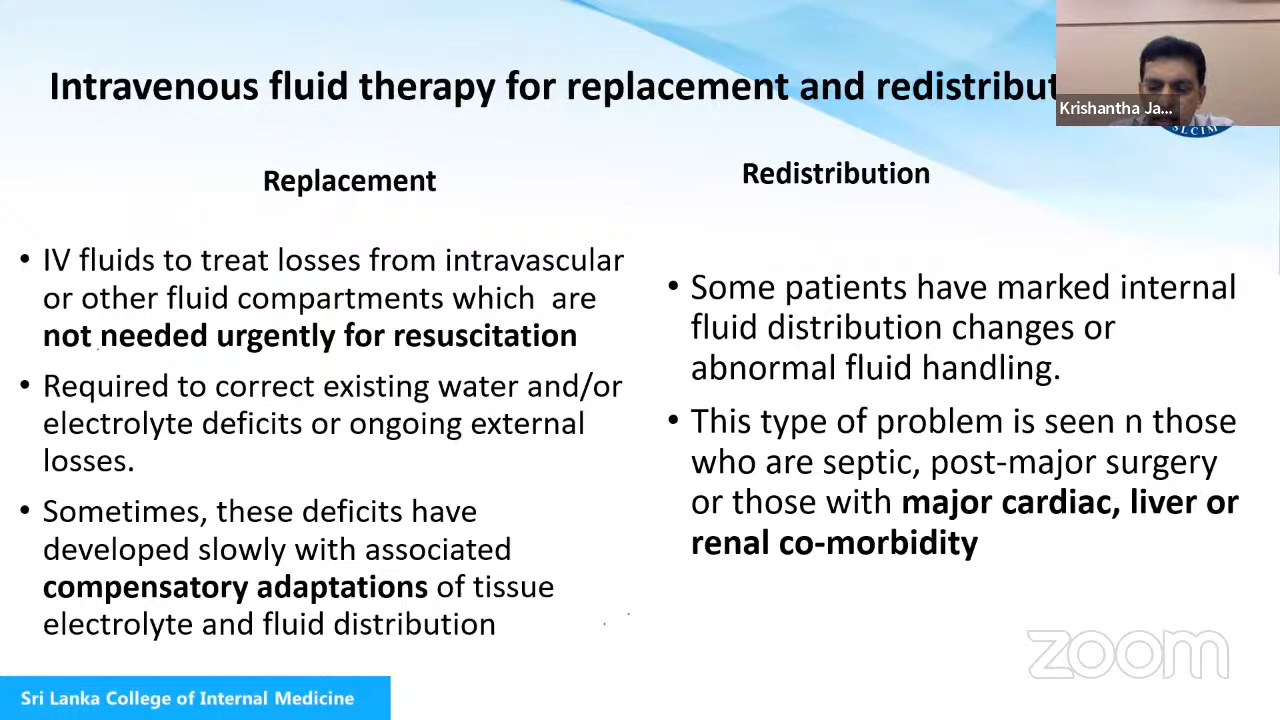 Intravenous fluid therapy for replacement and redistribut
Krishantha Ja...
SLCIM
Replacement
• IV fluids to treat losses from intravascular
or other fluid compartments which are
not needed urgently for resuscitation
• Required to correct existing water and/or
electrolyte deficits or ongoing external
losses.
• Sometimes, these deficits have
developed slowly with associated
compensatory adaptations of tissue
electrolyte and fluid distribution
Redistribution
• Some patients have marked internal
fluid distribution changes or
abnormal fluid handling.
• This type of problem is seen n those
who are septic, post-major surgery
or those with major cardiac, liver or
renal co-morbidity
zoom
Sri Lanka College of Internal Medicine